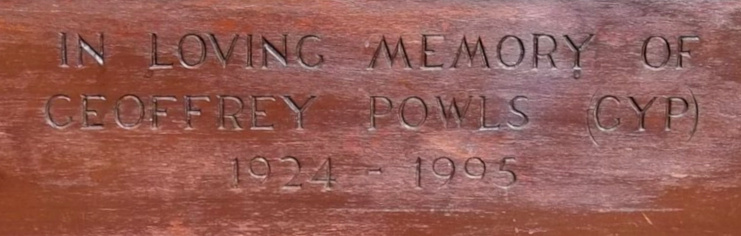 IN LOVING MEMORY OF
GEOFFREY POWLS (GYP)
1924 - 1995